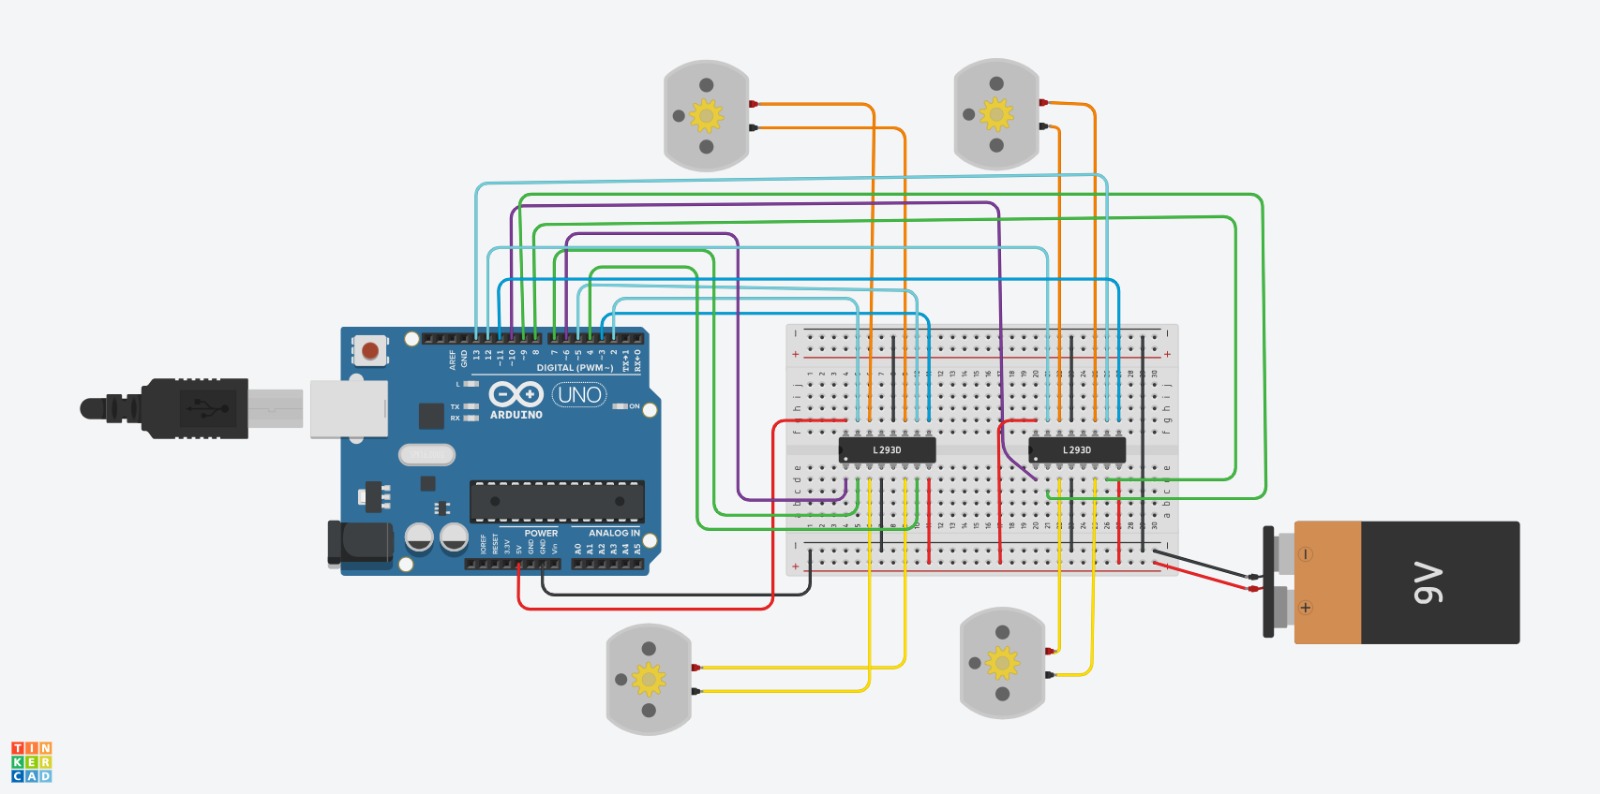 AREF
GND
13
12
~11
~10
~9
8
7
~6
~5
4
~3
2
TX→1
RX←0
DIGITAL (PWM~)
L
TX
RX
ARDUINO
UNO
ON
IOREF
RESET
3.3V
5V
GND
GND
Vin
POWER
ANALOG IN
A0
A1
A2
A3
A4
A5
L293D
L293D
9V
TIN
KER
CAD